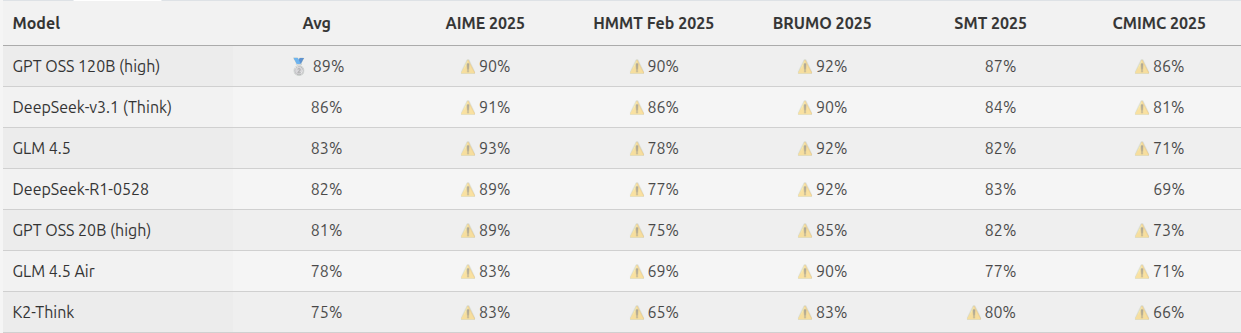 Model Avg AIME 2025 HMMT Feb 2025 BRUMO 2025 SMT 2025 CMIMC 2025
GPT OSS 120B (high) 🥈 89% ⚠️ 90% ⚠️ 90% ⚠️ 92% 87% ⚠️ 86%
DeepSeek-v3.1 (Think) 86% ⚠️ 91% ⚠️ 86% ⚠️ 90% 84% ⚠️ 81%
GLM 4.5 83% ⚠️ 93% ⚠️ 78% ⚠️ 92% 82% ⚠️ 71%
DeepSeek-R1-0528 82% ⚠️ 89% ⚠️ 77% ⚠️ 92% 83% 69%
GPT OSS 20B (high) 81% ⚠️ 89% ⚠️ 75% ⚠️ 85% 82% ⚠️ 73%
GLM 4.5 Air 78% ⚠️ 83% ⚠️ 69% ⚠️ 90% 77% ⚠️ 71%
K2-Think 75% ⚠️ 83% ⚠️ 65% ⚠️ 83% ⚠️ 80% ⚠️ 66%